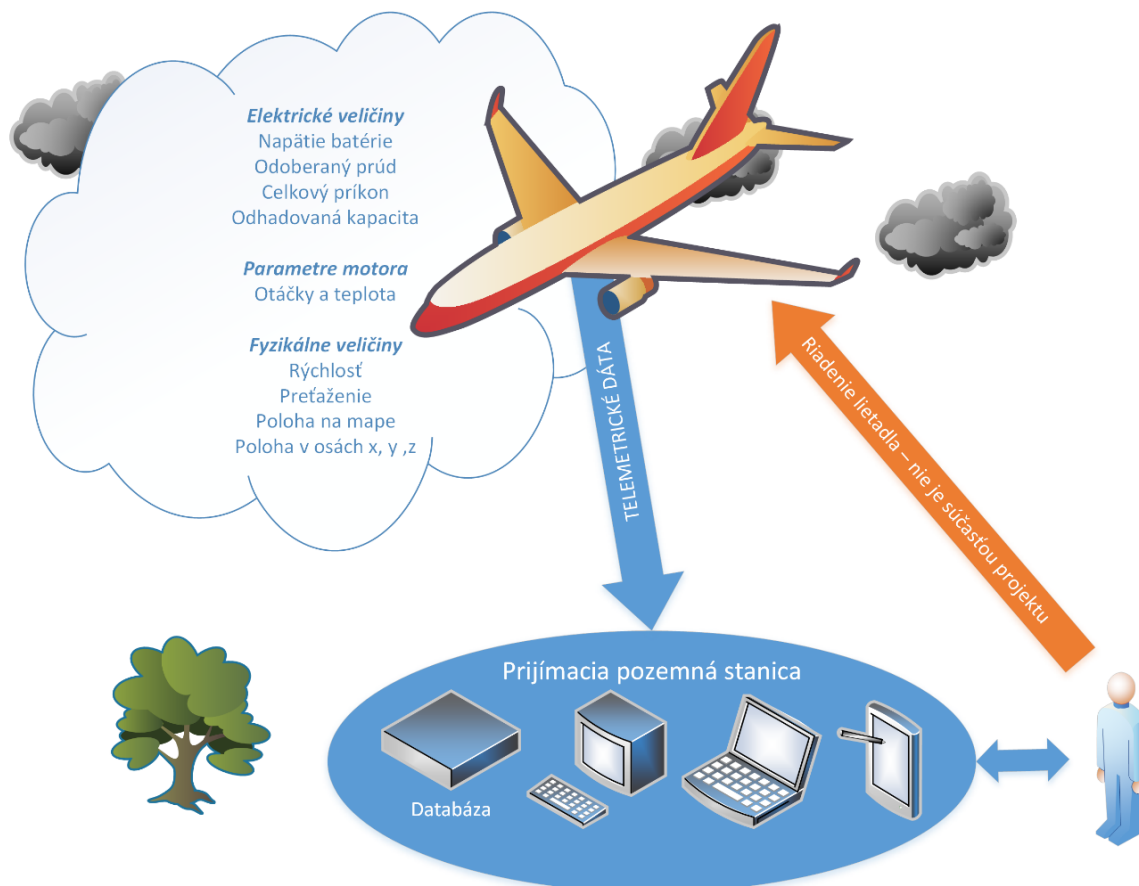 Elektrické veličiny
Napätie batérie
Odoberaný prúd
Celkový príkon
Odhadovaná kapacita
Parametre motora
Otáčky a teplota
Fyzikálne veličiny
Rýchlosť
Preťaženie
Poloha na mape
Poloha v osách x, y ,z
TELEMETRICKÉ DÁTA
Riadenie lietadla – nie je súčasťou projektu
Prijímacia pozemná stanica
Databáza